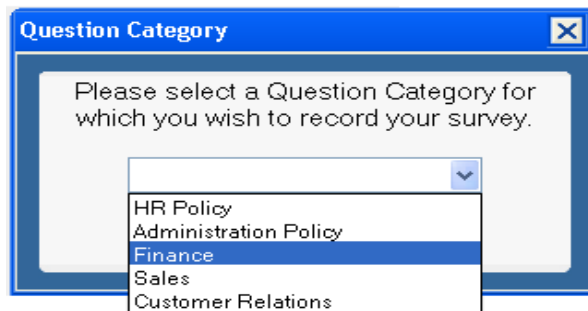 Question Category
Please select a Question Category for
which you wish to record your survey.
HR Policy
Administration Policy
Finance
Sales
Customer Relations